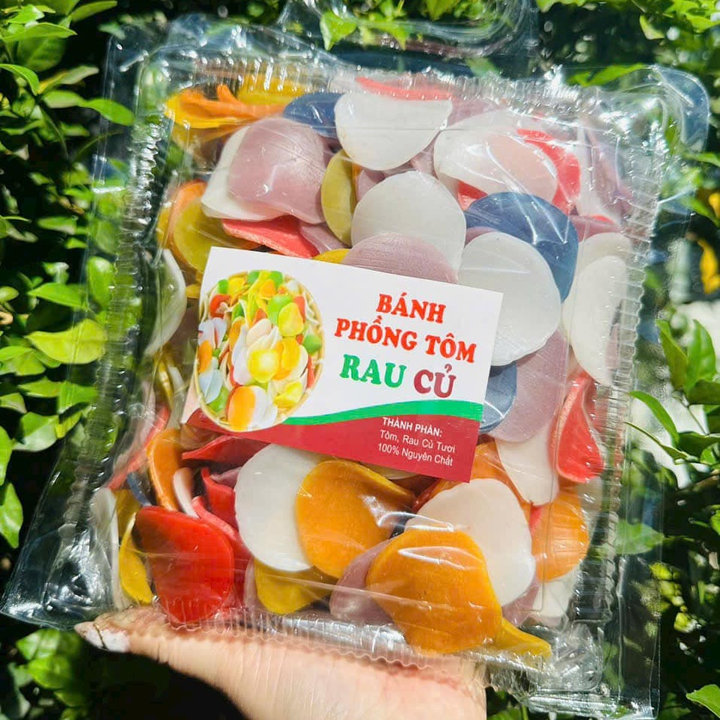 BÁNH
PHỒNG TÔM
RAU CỦ
THÀNH PHẦN:
Tôm, Rau Củ Tươi
100% Nguyên Chất